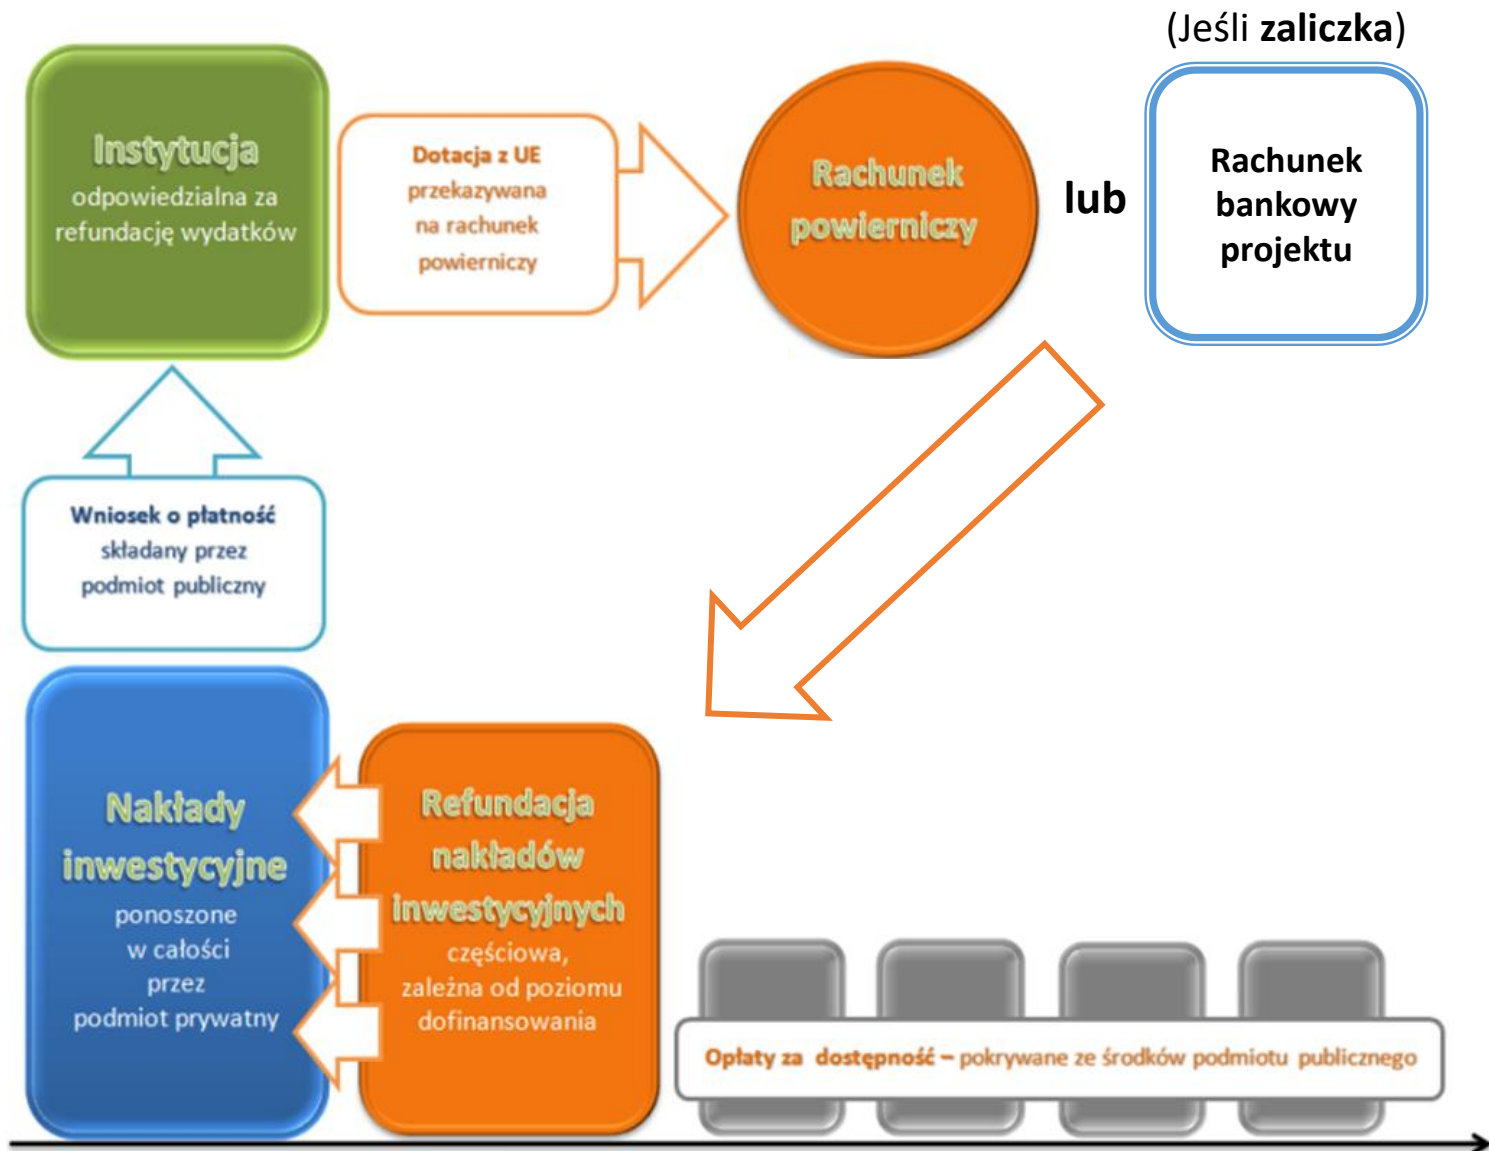 (Jeśli zaliczka)
Instytucja
odpowiedzialna za
refundację wydatków
Dotacja z UE
przekazywana
na rachunek
powierniczy
Rachunek
powierniczy
lub
Rachunek
bankowy
projektu
Wniosek o płatność
składany przez
podmiot publiczny
Nakłady
inwestycyjne
ponoszone
w całości
przez
podmiot prywatny
Refundacja
nakładów
inwestycyjnych
częściowa,
zależna od poziomu
dofinansowania
Opłaty za dostępność – pokrywane ze środków podmiotu publicznego